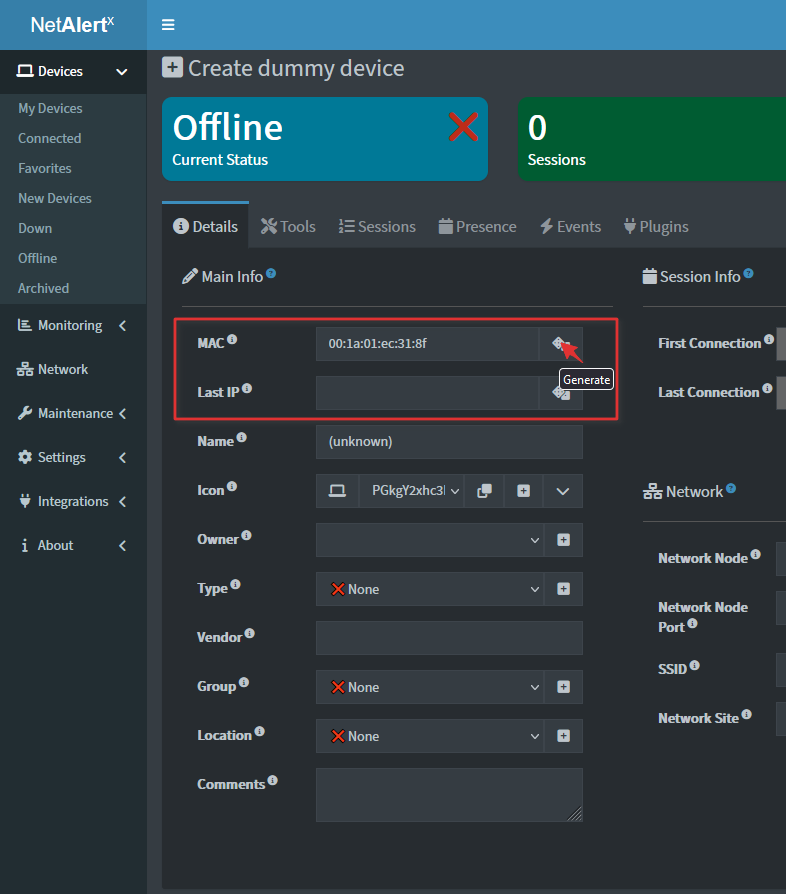 NetAlertx
Create dummy device
Devices
My Devices
Connected
Favorites
New Devices
Down
Offline
Archived
Monitoring
Network
Maintenance
Settings
Integrations
About
Offline
Current Status
0
Sessions
Details
Tools
Sessions
Presence
Events
Plugins
Main Info
MAC
00:1a:01:ec:31:8f
Generate
Last IP
Name
(unknown)
Icon
PGkgY2xhc3
Owner
Type
None
Vendor
Group
None
Location
None
Comments
Session Info
First Connection
Last Connection
Network
Network Node
Network Node
Port
SSID
Network Site